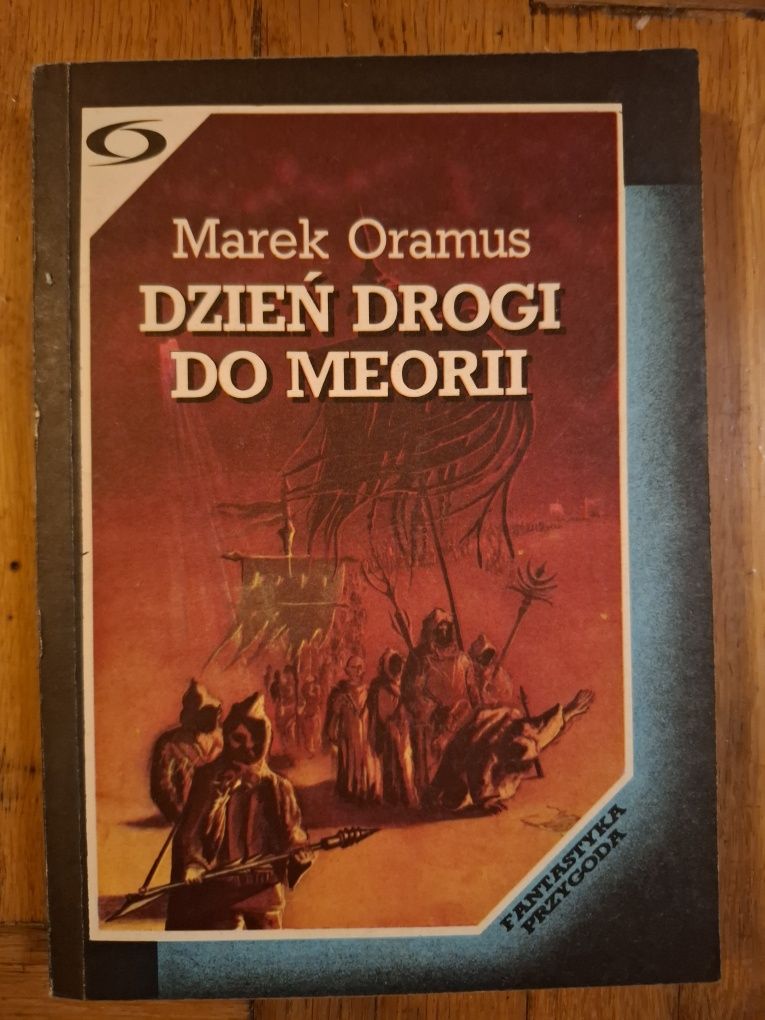 Marek Oramus
DZIEŃ DROGI
DO MEORII
FANTASTYKA
PRZYGODA